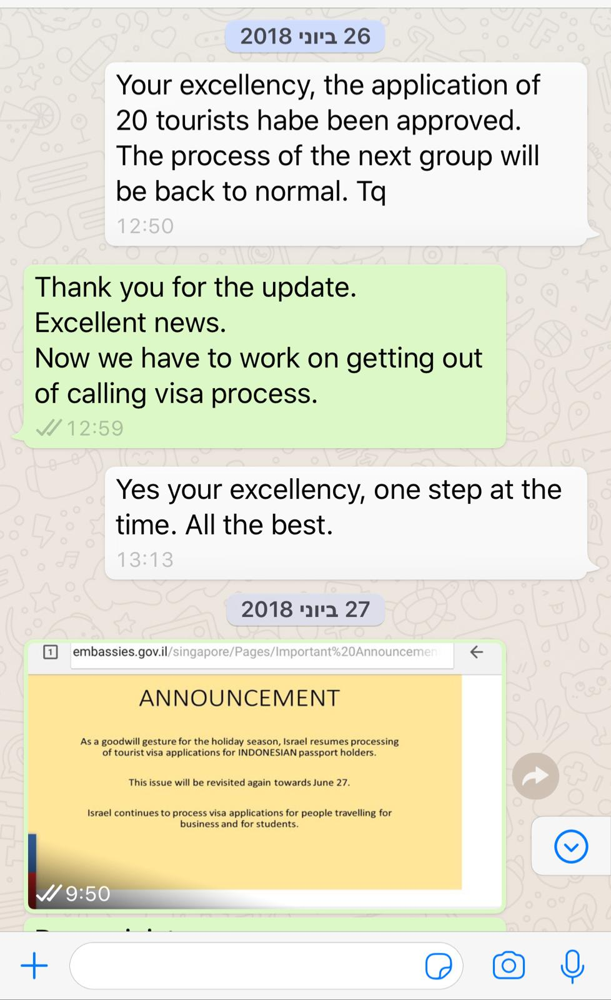 26 ביוני 2018
Your excellency, the application of
20 tourists habe been approved.
The process of the next group will
be back to normal. Tq
12:50
Thank you for the update.
Excellent news.
Now we have to work on getting out
of calling visa process.
12:59
Yes your excellency, one step at the
time. All the best.
13:13
27 ביוני 2018
1 embassies.gov.il/singapore/Pages/Important%20Announcemen
ANNOUNCEMENT
As a goodwill gesture for the holiday season, Israel resumes processing
of tourist visa applications for INDONESIAN passport holders.
This issue will be revisited again towards June 27.
Israel continues to process visa applications for people travelling for
business and for students.
9:50